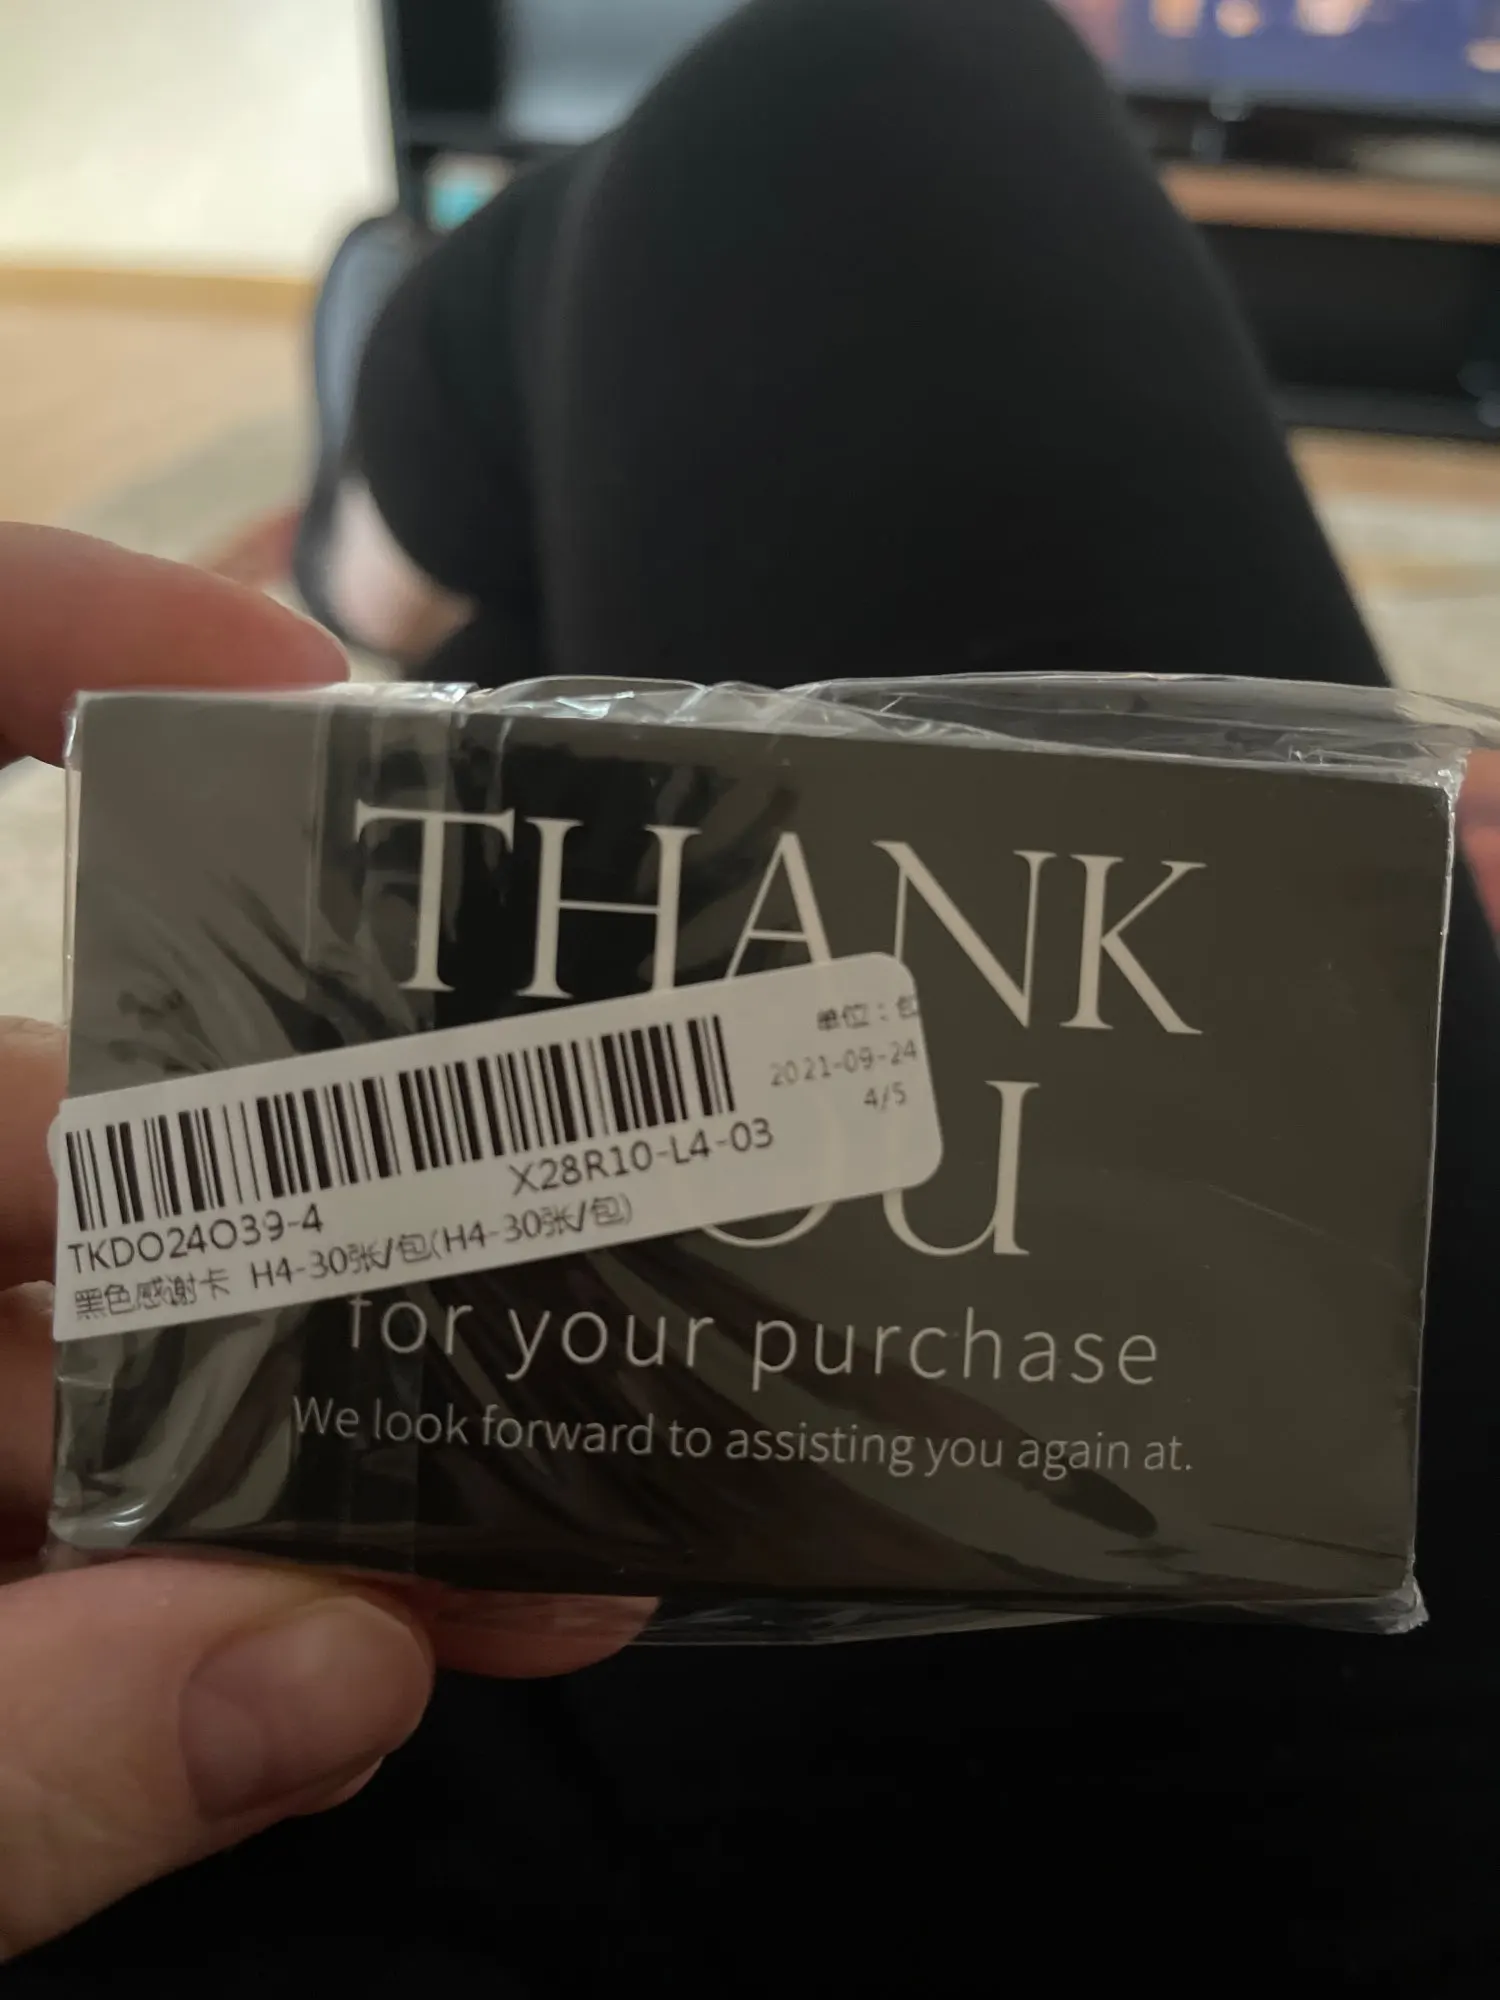 THANK
YOU
for your purchase
We look forward to assisting you again at.
单位：包
2021-09-24
4/5
X28R10-L4-03
TKDO24O39-4
黑色感谢卡 H4-30张/包(H4-30张/包)